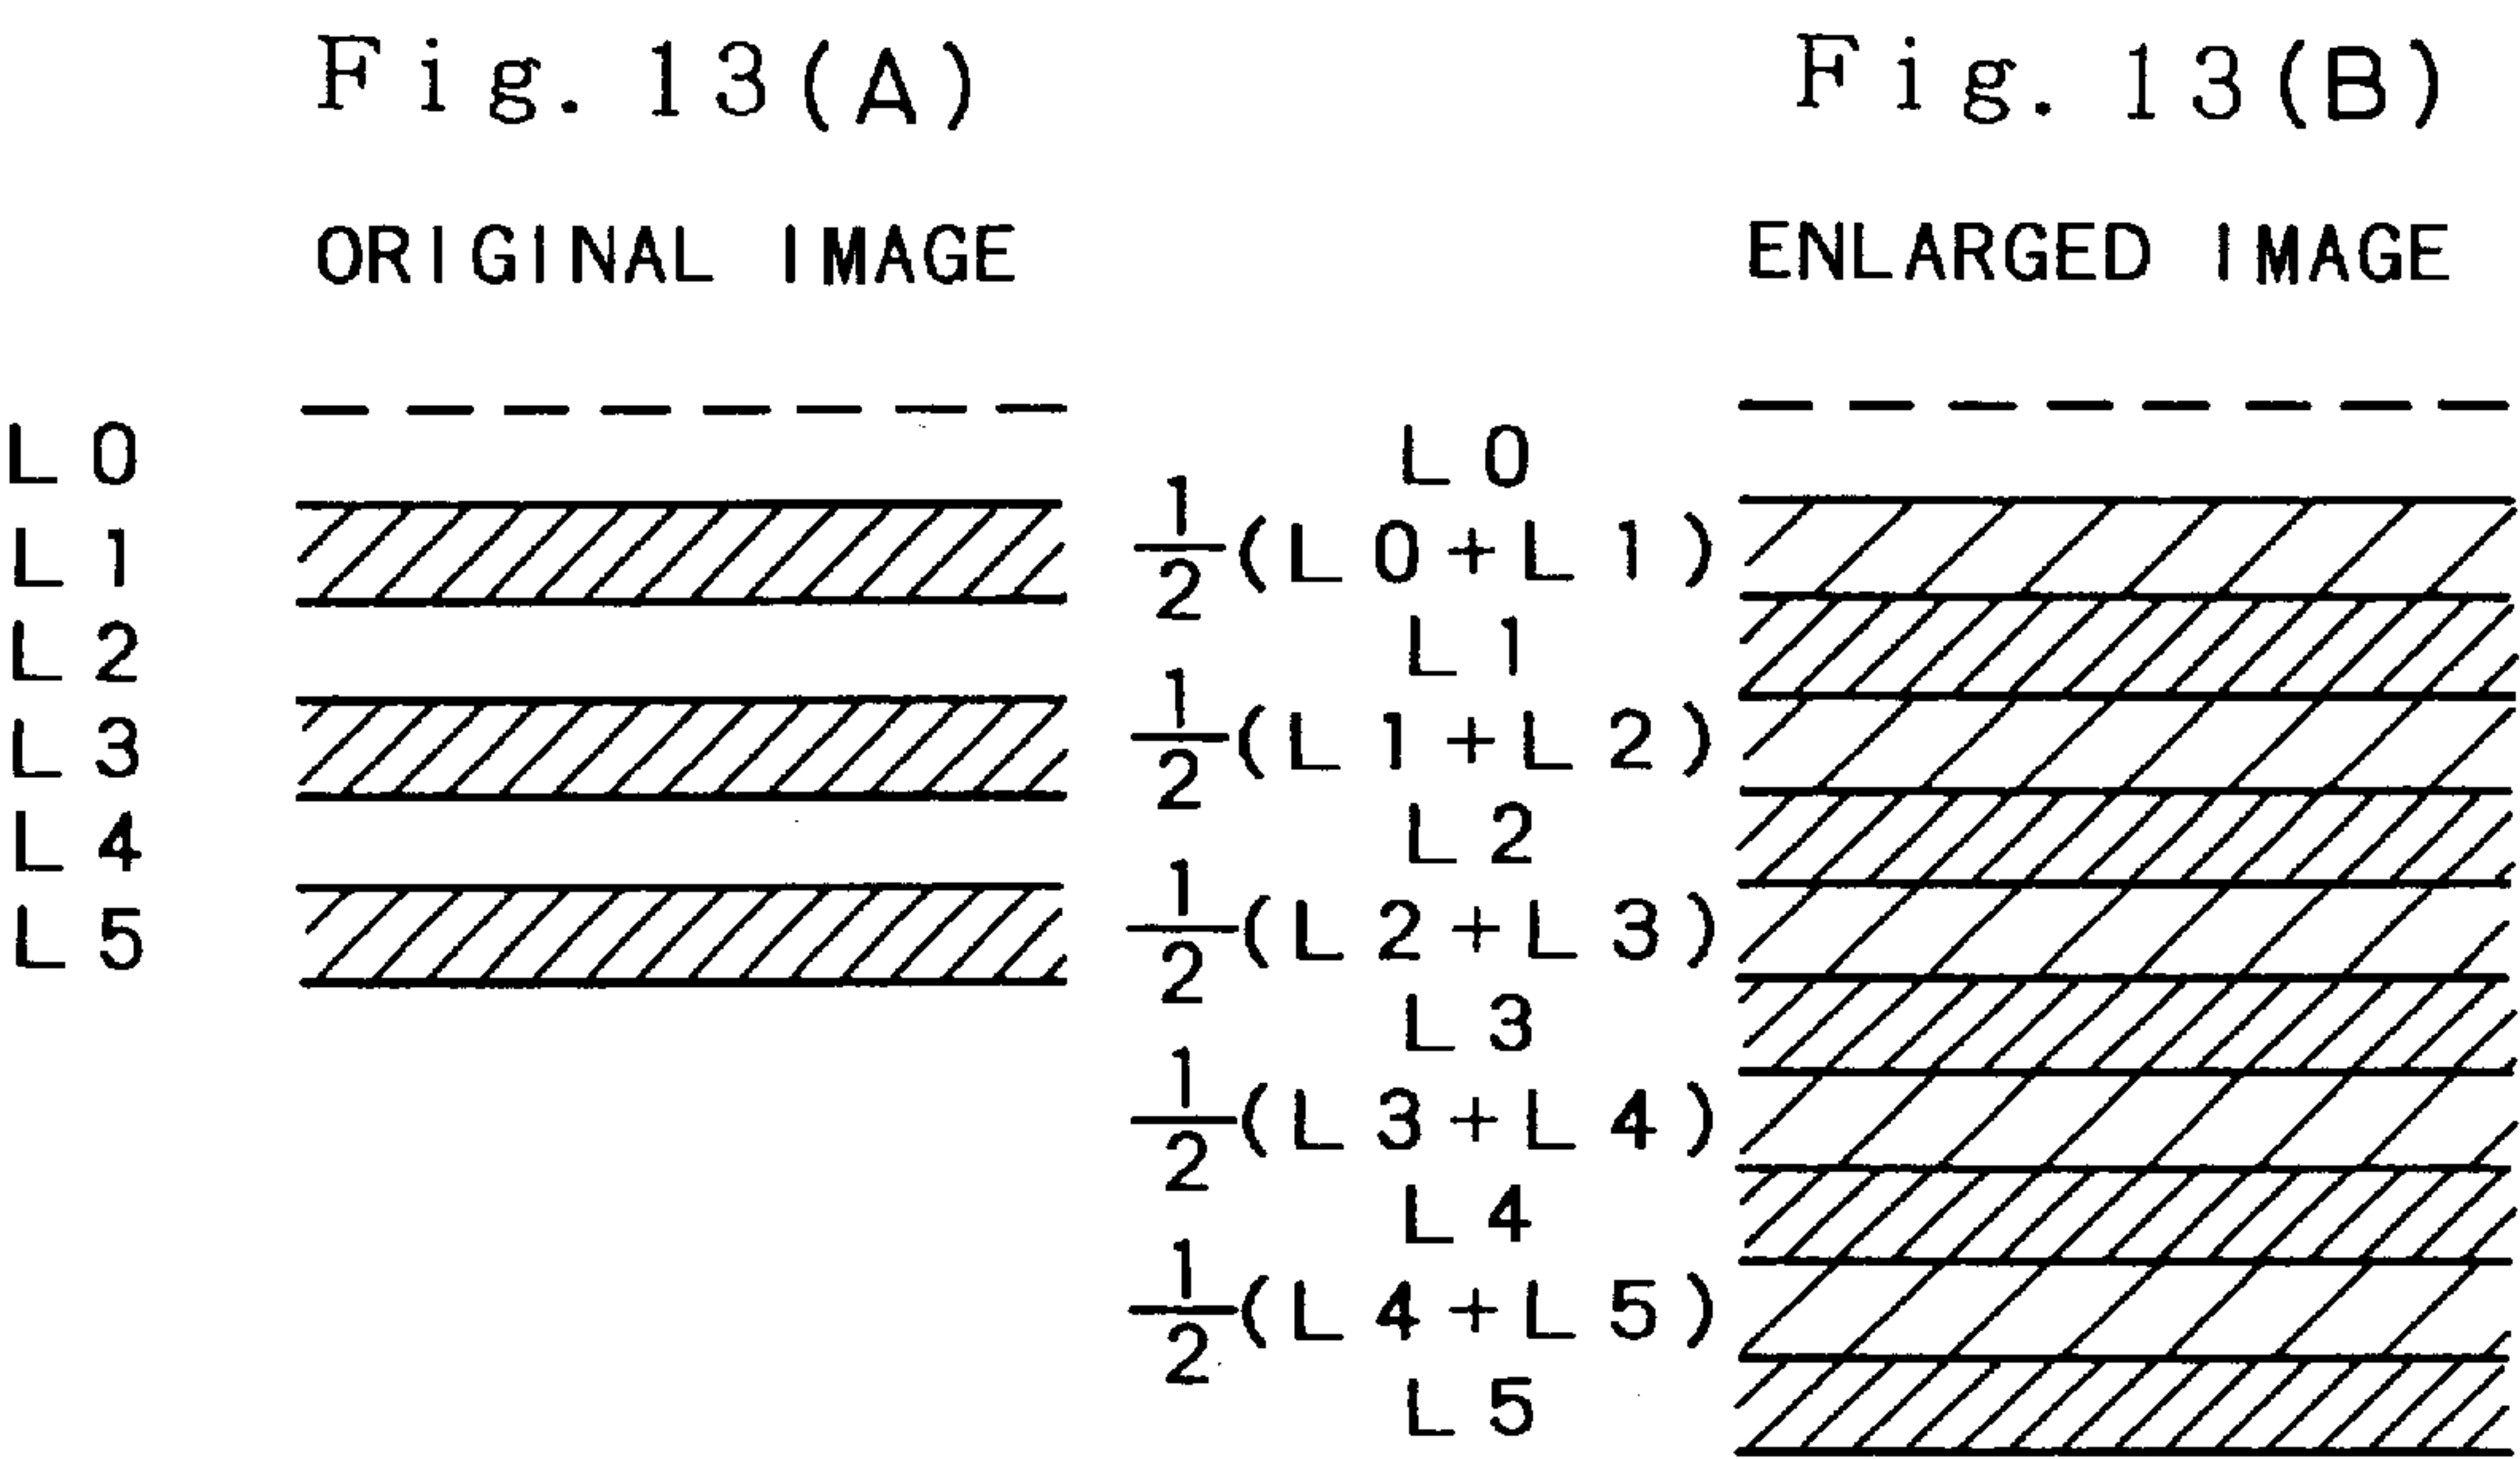 Fig. 13(A)
ORIGINAL IMAGE
L0
L1
L2
L3
L4
L5
Fig. 13(B)
ENLARGED IMAGE
L0
1/2(L0+L1)
L1
1/2(L1+L2)
L2
1/2(L2+L3)
L3
1/2(L3+L4)
L4
1/2(L4+L5)
L5